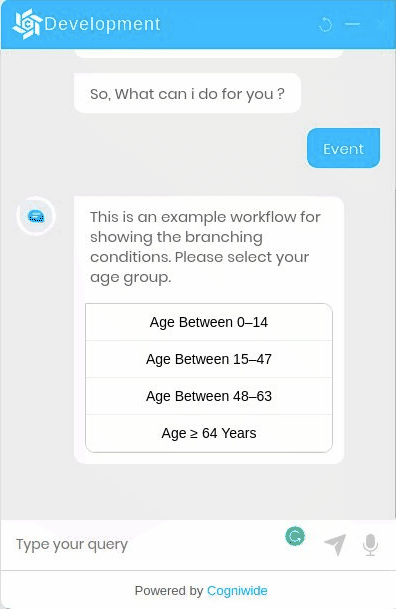 Development
So, What can i do for you ?
Event
This is an example workflow for
showing the branching
conditions. Please select your
age group.
Age Between 0–14
Age Between 15–47
Age Between 48–63
Age ≥ 64 Years
Type your query
Powered by Cogniwide